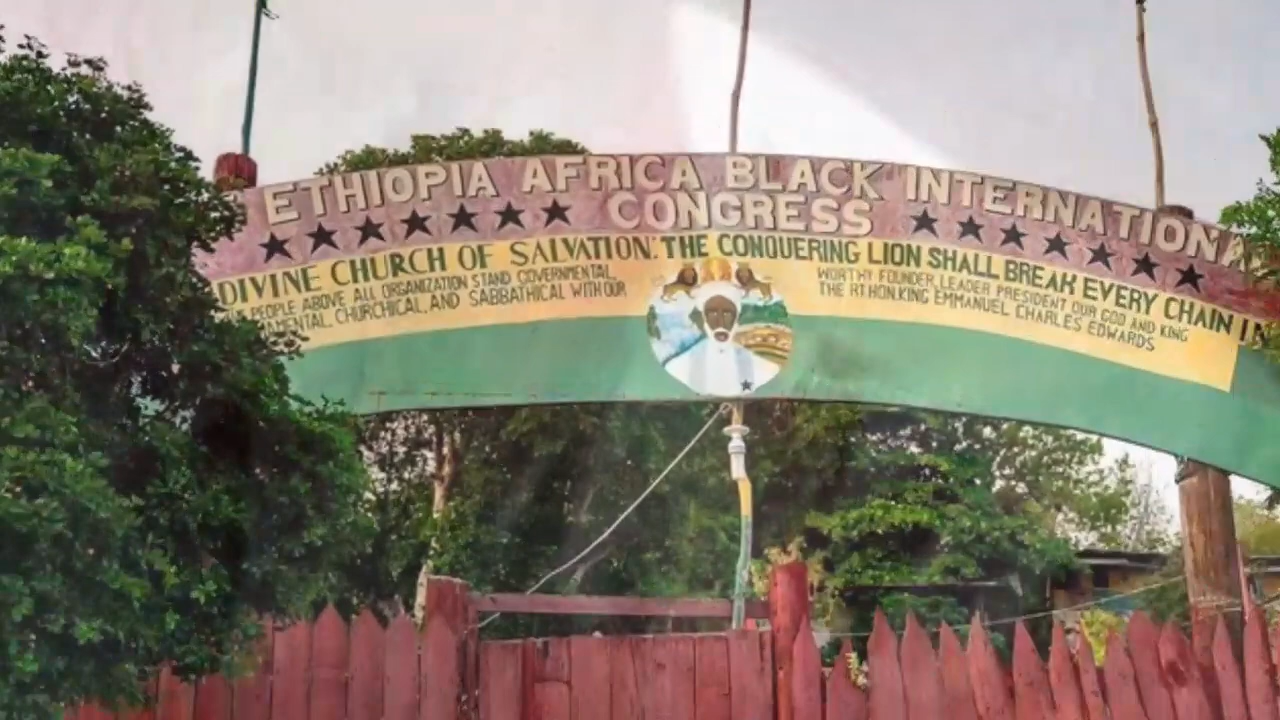 ETHIOPIA AFRICA BLACK INTERNATIONA
CONGRESS
DIVINE CHURCH OF SALVATION: THE CONQUERING LION SHALL BREAK EVERY CHAIN IN
PEOPLE ABOVE ALL ORGANIZATION STAND GOVERNMENTAL,
CHURCHICAL, AND SABBATHICAL WITH OUR
WORTHY FOUNDER, LEADER PRESIDENT OUR GOD AND KING
THE RT HON. KING EMMANUEL CHARLES EDWARDS